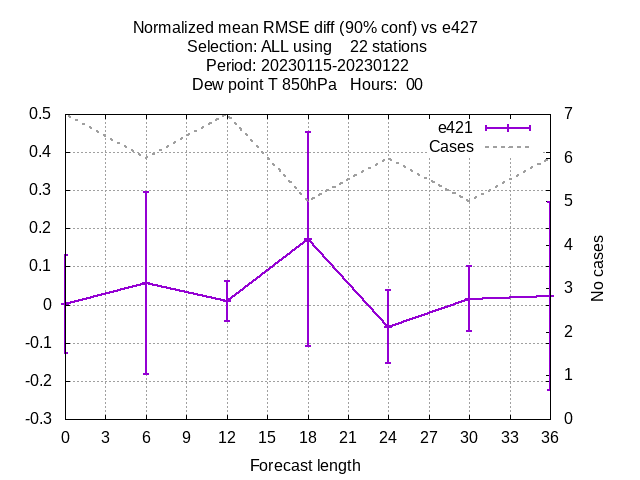 Normalized mean RMSE diff (90% conf) vs e427
Selection: ALL using    22 stations
Period: 20230115-20230122
Dew point T 850hPa   Hours:  00
e421
Cases
0.5
0.4
0.3
0.2
0.1
0
-0.1
-0.2
-0.3
7
6
5
4
3
2
1
0
No cases
0 3 6 9 12 15 18 21 24 27 30 33 36
Forecast length